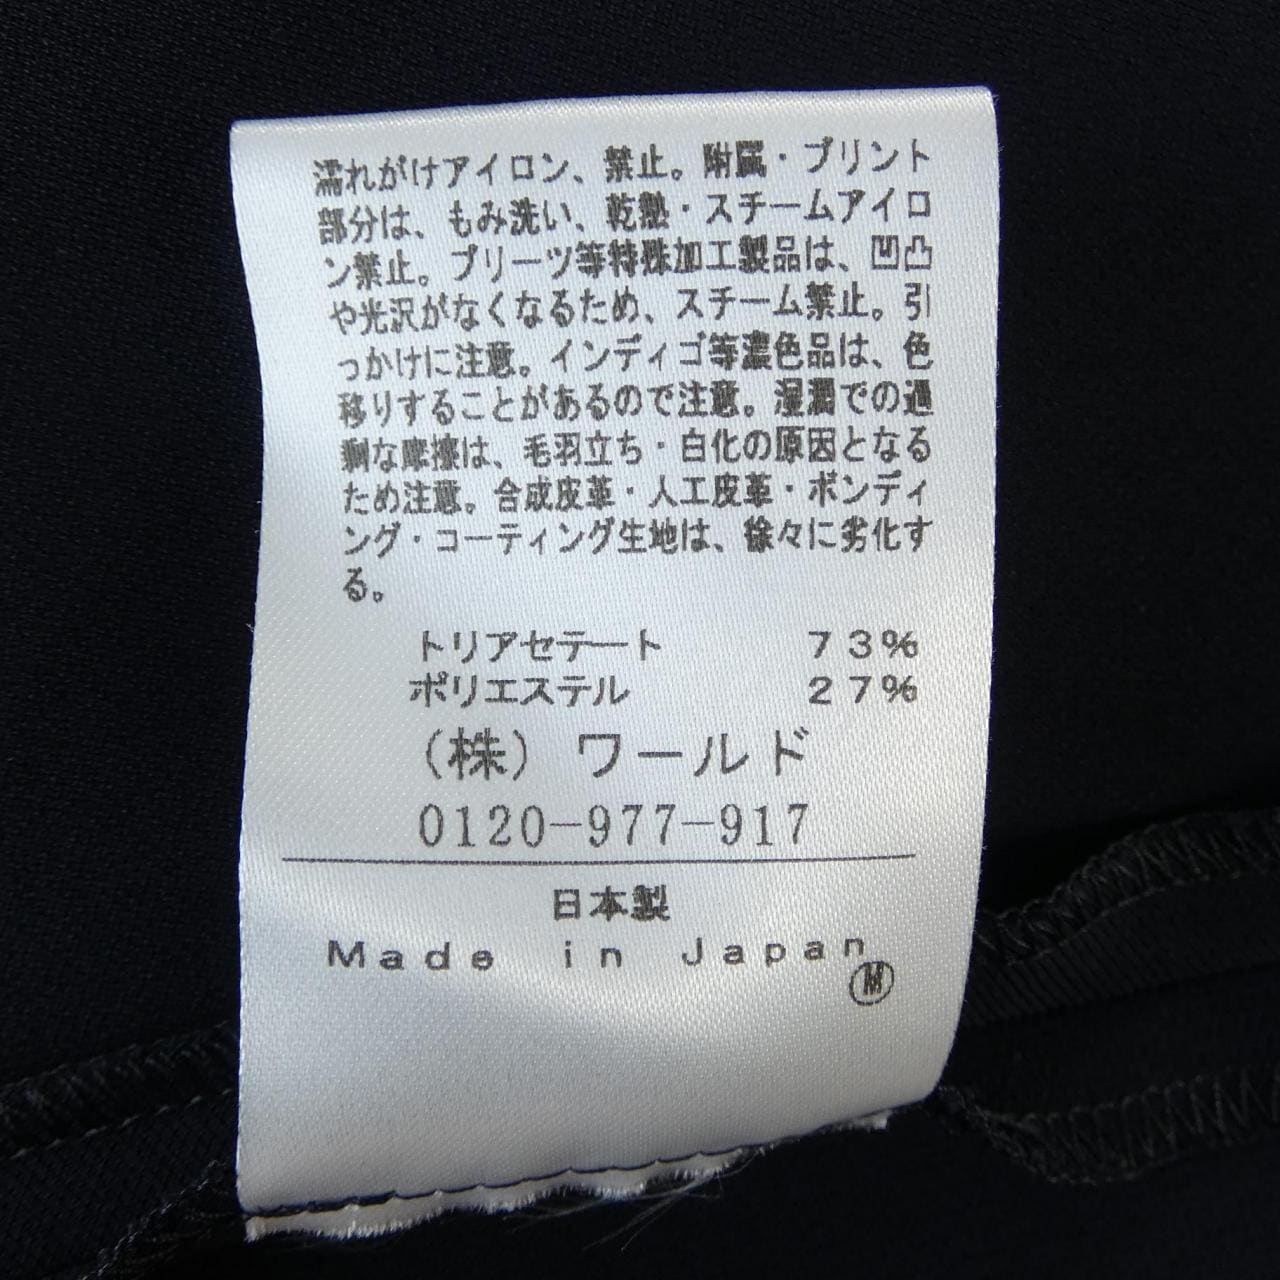 濡れがけアイロン、禁止。附属・プリント
部分は、もみ洗い、乾熱・スチームアイロ
ン禁止。プリーツ等特殊加工製品は、凹凸
や光沢がなくなるため、スチーム禁止。引
っかけに注意。インディゴ等濃色品は、色
移りすることがあるので注意。湿潤での過
剰な摩擦は、毛羽立ち・白化の原因となる
ため注意。合成皮革・人工皮革・ボンディ
ング・コーティング生地は、徐々に劣化す
る。
トリアセテート 73%
ポリエステル 27%
(株)ワールド
0120-977-917
日本製
Made in Japan
Ⓜ